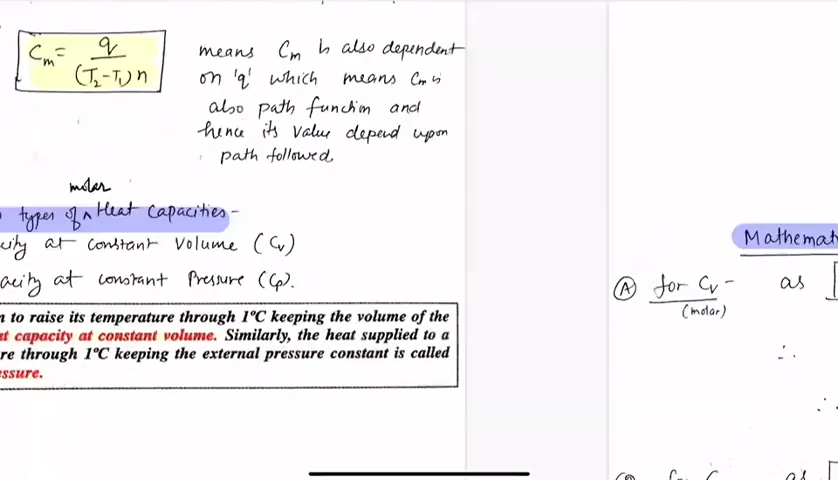 Cm = q / (T2-T1) n
means Cm is also dependent
on 'q' which means Cm is
also path function and
hence its value depend upon
path followed.
molar
types of ^ Heat Capacities-
city at constant Volume (Cv)
acity at constant Pressure (Cp).
n to raise its temperature through 1ºC keeping the volume of the
at capacity at constant volume. Similarly, the heat supplied to a
re through 1ºC keeping the external pressure constant is called
essure.
Mathemat
(A) for Cv - as [
(molar)
∴
∴
as [